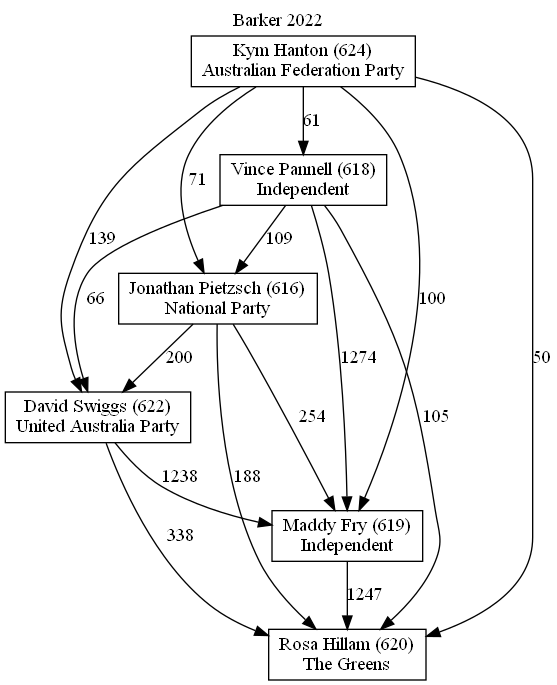 Barker 2022
Kym Hanton (624)
Australian Federation Party
61
Vince Pannell (618)
Independent
71
139
109
66
100
Jonathan Pietzsch (616)
National Party
1274
50
200
254
105
David Swiggs (622)
United Australia Party
1238
188
338
Maddy Fry (619)
Independent
1247
Rosa Hillam (620)
The Greens